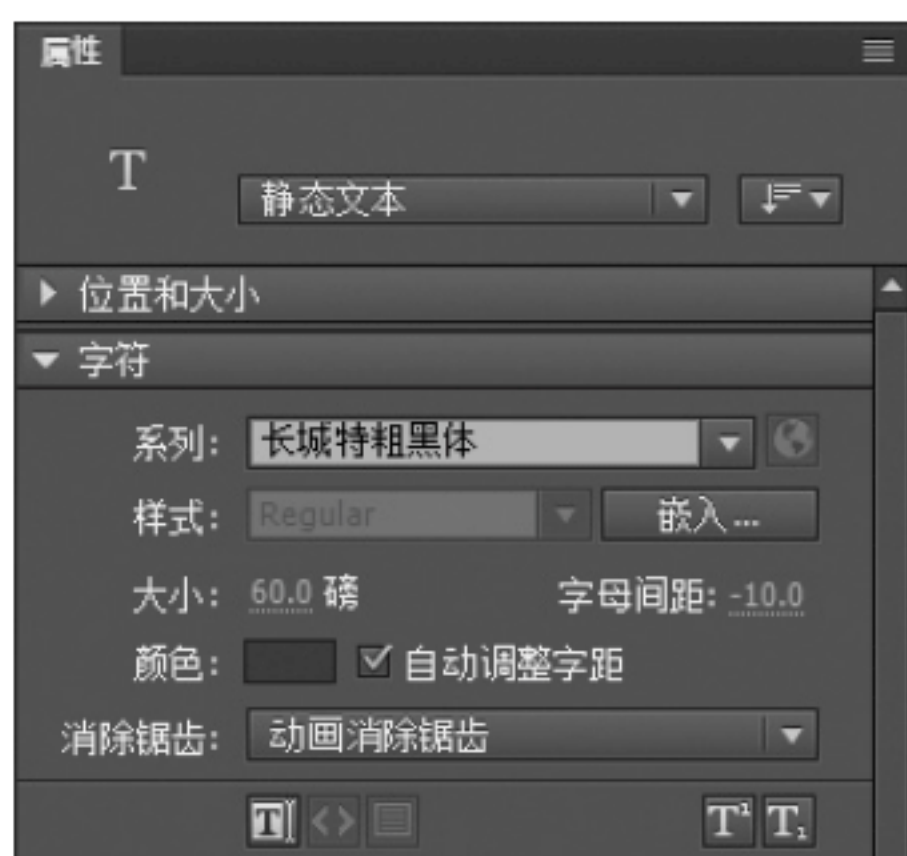 属性
T
静态文本
位置和大小
字符
系列: 长城特粗黑体
样式: Regular 嵌入...
大小: 60.0 磅 字母间距: -10.0
颜色: 自动调整字距
消除锯齿: 动画消除锯齿
T <> T¹ T₁